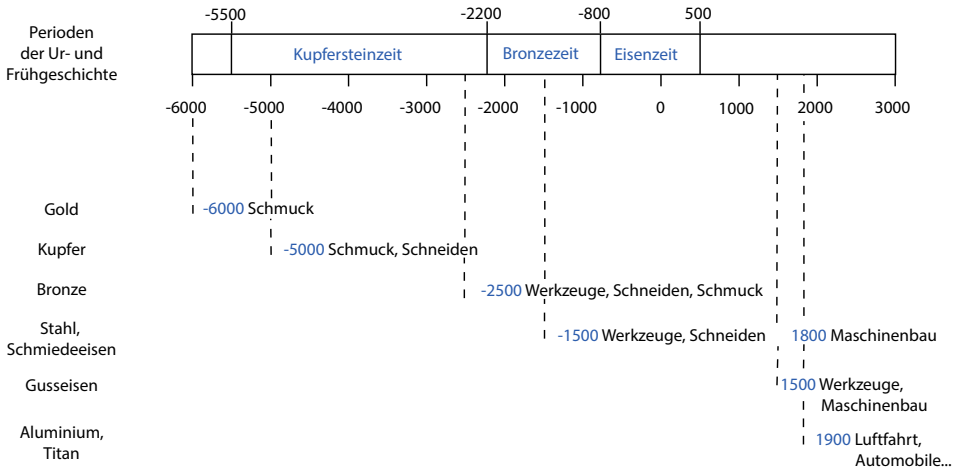 -5500 -2200 -800 500
Perioden
der Ur- und
Frühgeschichte
Kupfersteinzeit Bronzezeit Eisenzeit
-6000 -5000 -4000 -3000 -2000 -1000 0 1000 2000 3000
Gold -6000 Schmuck
Kupfer -5000 Schmuck, Schneiden
Bronze -2500 Werkzeuge, Schneiden, Schmuck
Stahl,
Schmiedeeisen
-1500 Werkzeuge, Schneiden 1800 Maschinenbau
Gusseisen 1500 Werkzeuge,
Maschinenbau
Aluminium,
Titan
1900 Luftfahrt,
Automobile...